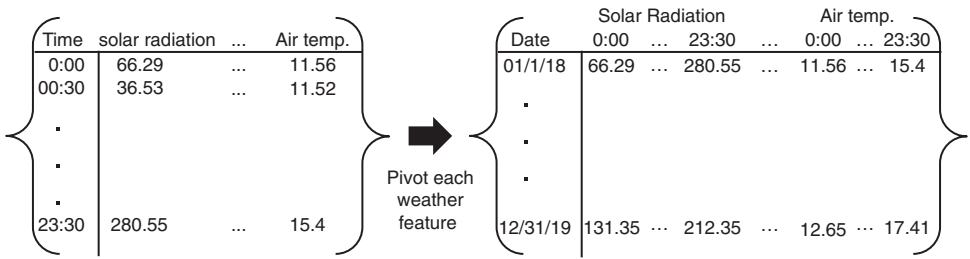 Time solar radiation ... Air temp.
0:00 66.29 ... 11.56
00:30 36.53 ... 11.52
.
.
.
23:30 280.55 ... 15.4
Pivot each
weather
feature
Solar Radiation Air temp.
Date 0:00 ... 23:30 ... 0:00 ... 23:30
01/1/18 66.29 ... 280.55 ... 11.56 ... 15.4
.
.
.
12/31/19 131.35 ... 212.35 ... 12.65 ... 17.41